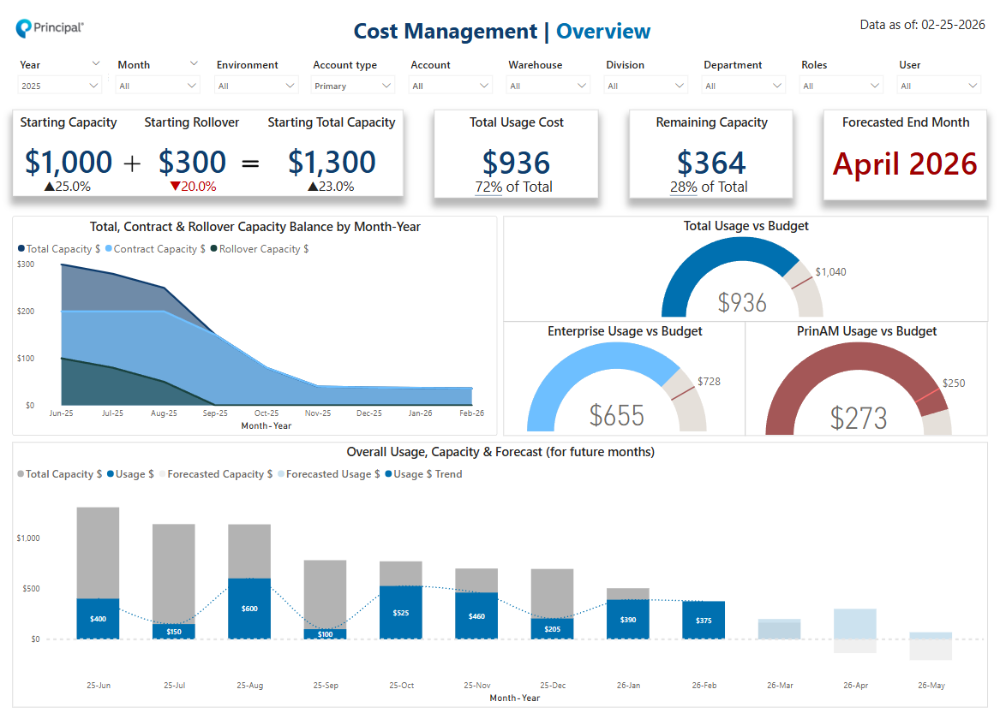 Principal®
Cost Management | Overview
Data as of: 02-25-2026
Year Month Environment Account type Account Warehouse Division Department Roles User
2025 All All Primary All All All All All All
Starting Capacity Starting Rollover Starting Total Capacity
$1,000 + $300 = $1,300
▲25.0% ▼20.0% ▲23.0%
Total Usage Cost
$936
72% of Total
Remaining Capacity
$364
28% of Total
Forecasted End Month
April 2026
Total, Contract & Rollover Capacity Balance by Month-Year
Total Capacity $ Contract Capacity $ Rollover Capacity $
$300
$200
$100
$0
Jun-25 Jul-25 Aug-25 Sep-25 Oct-25 Nov-25 Dec-25 Jan-26 Feb-26
Month-Year
Total Usage vs Budget
$1,040
$936
Enterprise Usage vs Budget
$728
$655
PrinAM Usage vs Budget
$250
$273
Overall Usage, Capacity & Forecast (for future months)
Total Capacity $ Usage $ Forecasted Capacity $ Forecasted Usage $ Usage $ Trend
$1,000
$500
$0
$400 $150 $600 $100 $525 $460 $205 $390 $375
25-Jun 25-Jul 25-Aug 25-Sep 25-Oct 25-Nov 25-Dec 26-Jan 26-Feb 26-Mar 26-Apr 26-May
Month-Year